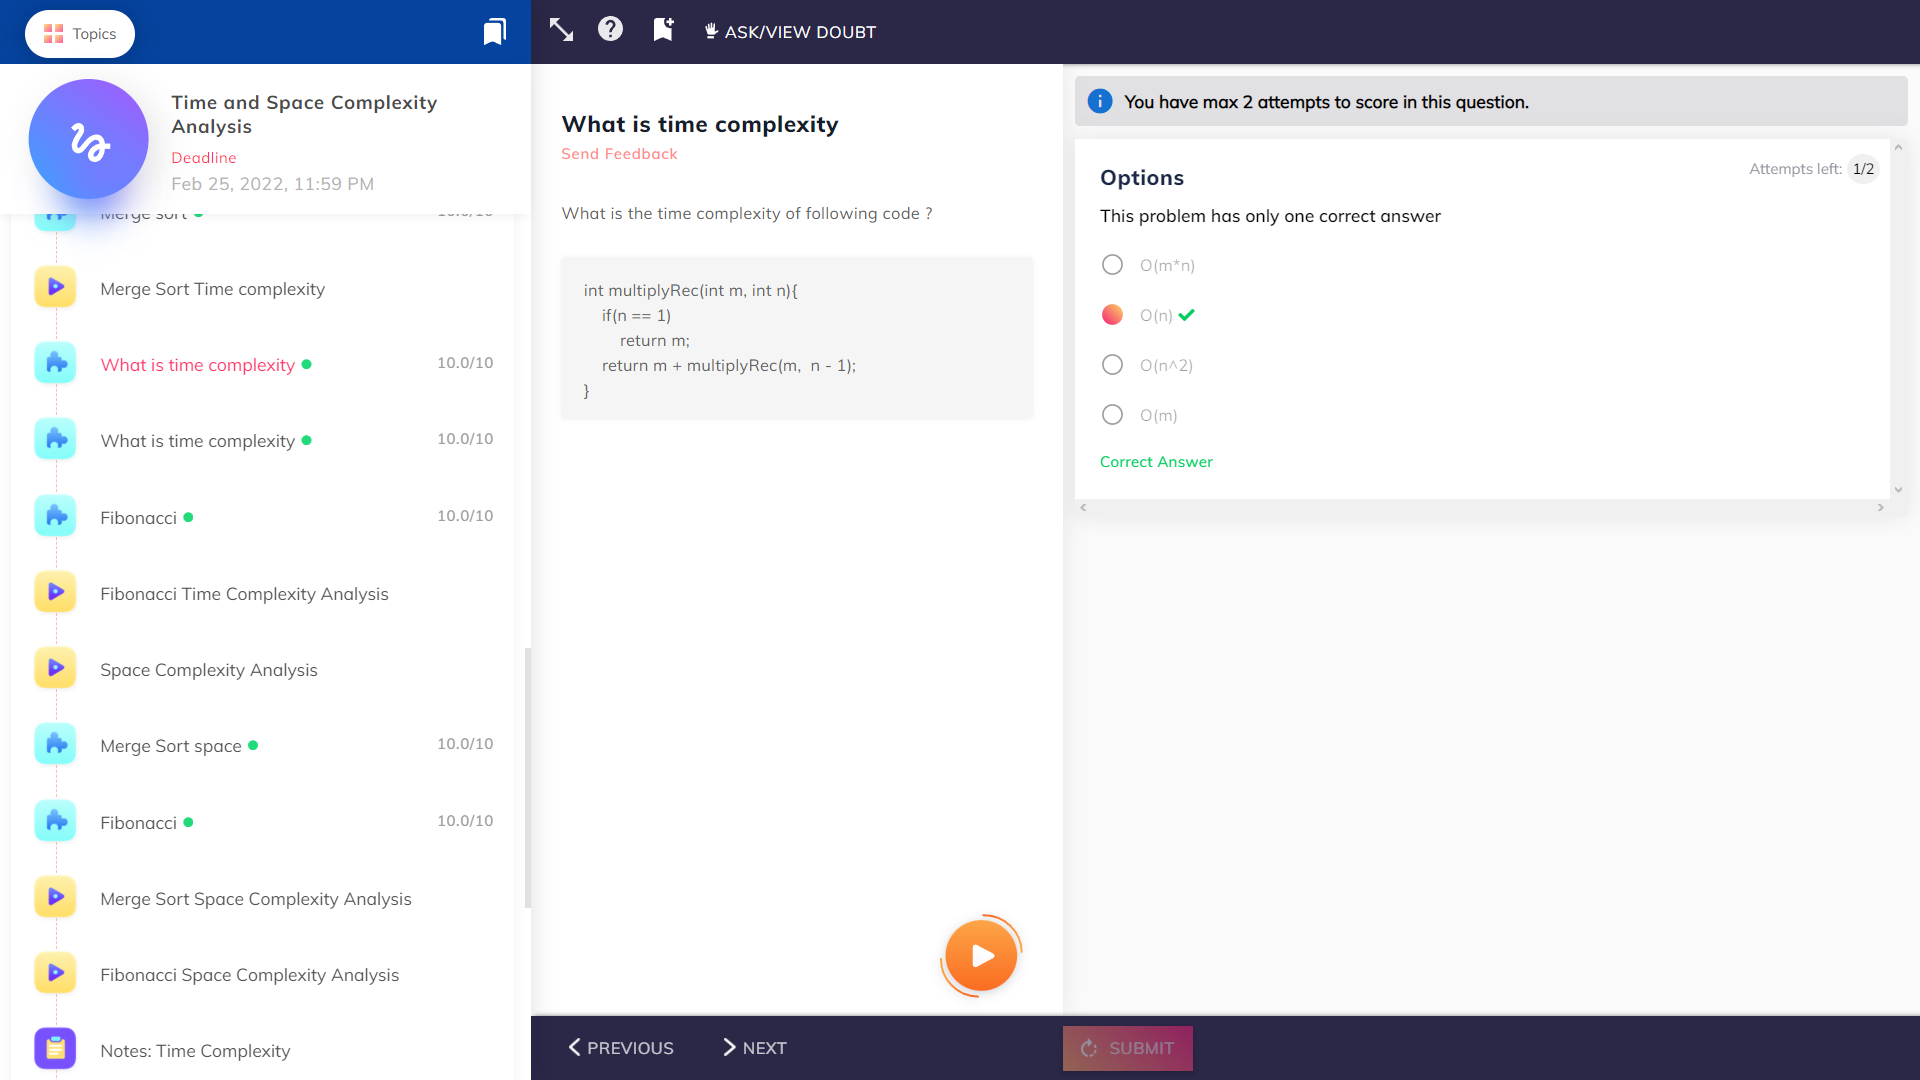 Topics
ASK/VIEW DOUBT
Time and Space Complexity
Analysis
Deadline
Feb 25, 2022, 11:59 PM
Merge sort 10.0/10
Merge Sort Time complexity
What is time complexity 10.0/10
What is time complexity 10.0/10
Fibonacci 10.0/10
Fibonacci Time Complexity Analysis
Space Complexity Analysis
Merge Sort space 10.0/10
Fibonacci 10.0/10
Merge Sort Space Complexity Analysis
Fibonacci Space Complexity Analysis
Notes: Time Complexity
What is time complexity
Send Feedback
What is the time complexity of following code ?
int multiplyRec(int m, int n){
if(n == 1)
return m;
return m + multiplyRec(m, n - 1);
}
You have max 2 attempts to score in this question.
Attempts left: 1/2
Options
This problem has only one correct answer
O(m*n)
O(n)
O(n^2)
O(m)
Correct Answer
PREVIOUS
NEXT
SUBMIT